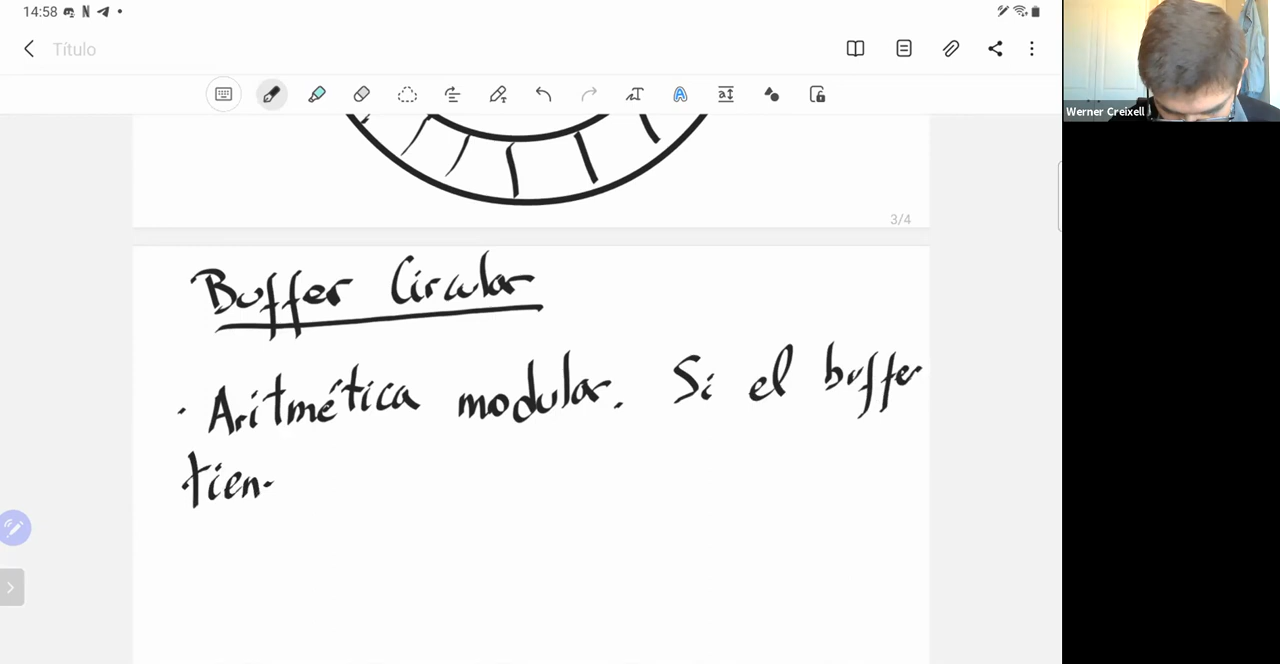 14:58
Título
Werner Creixell
3/4
Buffer Circular
· Aritmética modular. Si el buffer
tien